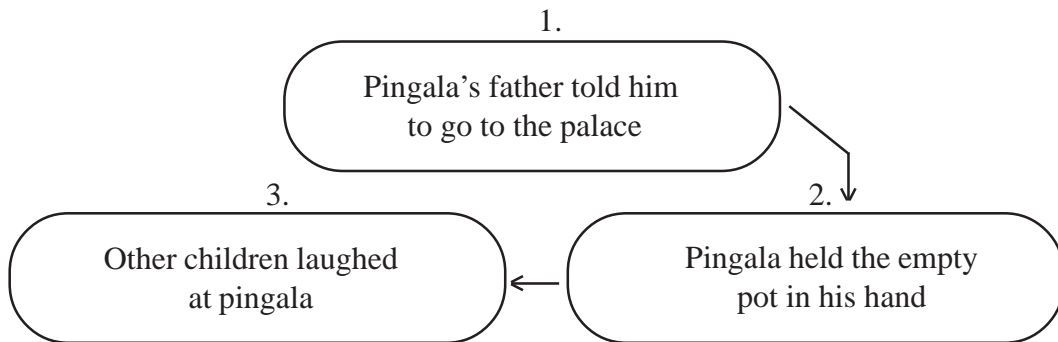 1.
Pingala’s father told him
to go to the palace
2.
Pingala held the empty
pot in his hand
3.
Other children laughed
at pingala